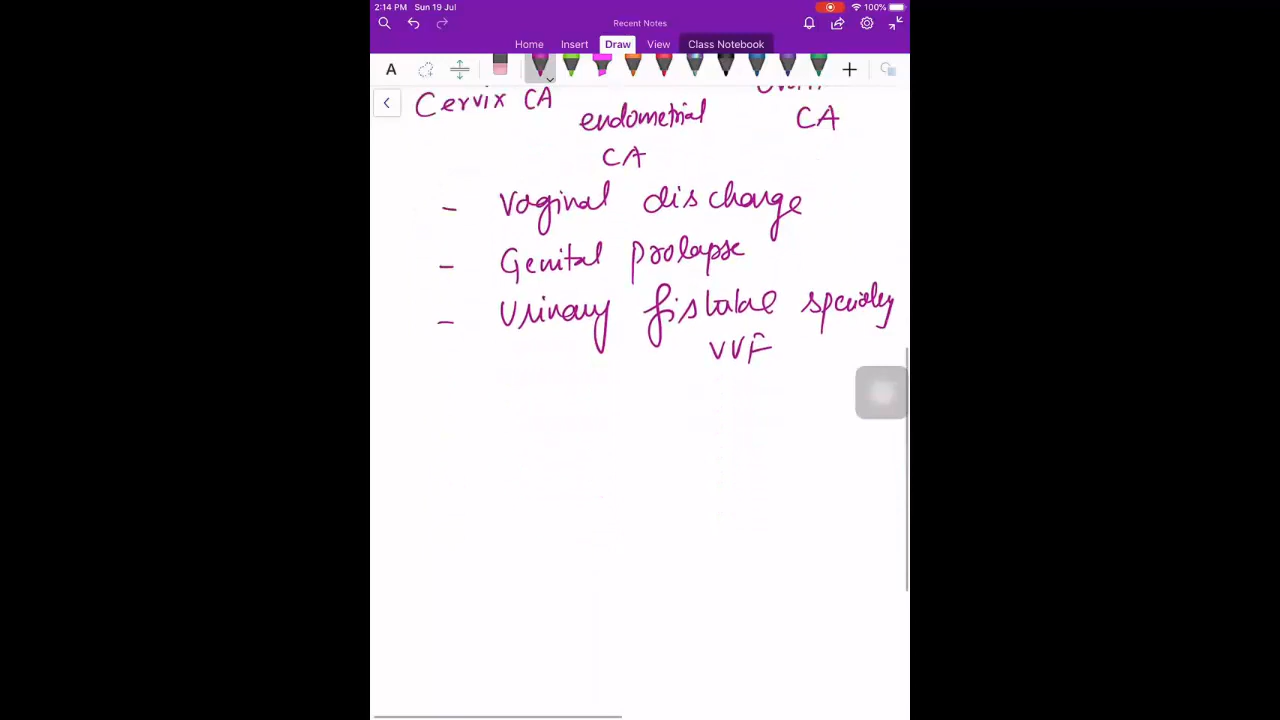 2:14 PM Sun 19 Jul 100%
Recent Notes
Home Insert Draw View Class Notebook
A
Cervix CA
endometrial
CA
CA
- Vaginal discharge
- Genital prolapse
- Urinary fistulae specialy
VVF